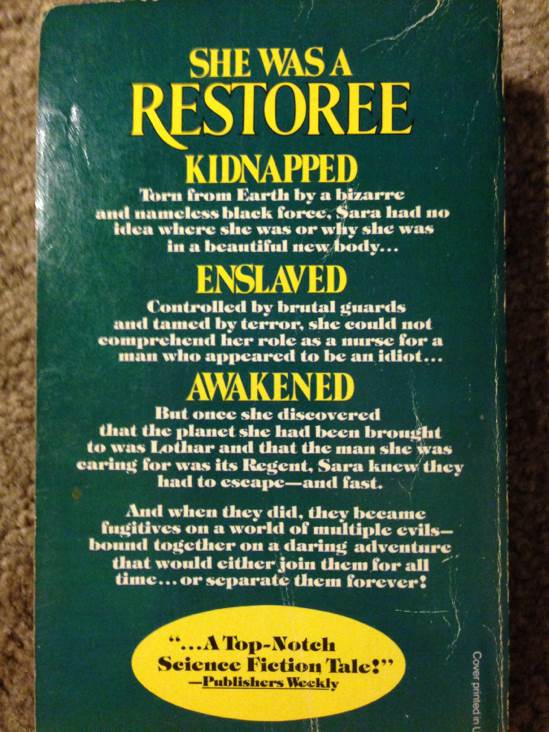 SHE WAS A
RESTOREE
KIDNAPPED
Torn from Earth by a bizarre
and nameless black force, Sara had no
idea where she was or why she was
in a beautiful new body...
ENSLAVED
Controlled by brutal guards
and tamed by terror, she could not
comprehend her role as a nurse for a
man who appeared to be an idiot...
AWAKENED
But once she discovered
that the planet she had been brought
to was Lothar and that the man she was
caring for was its Regent, Sara knew they
had to escape—and fast.
And when they did, they became
fugitives on a world of multiple evils—
bound together on a daring adventure
that would either join them for all
time...or separate them forever!
“...A Top-Notch
Science Fiction Tale!”
—Publishers Weekly
Cover printed in